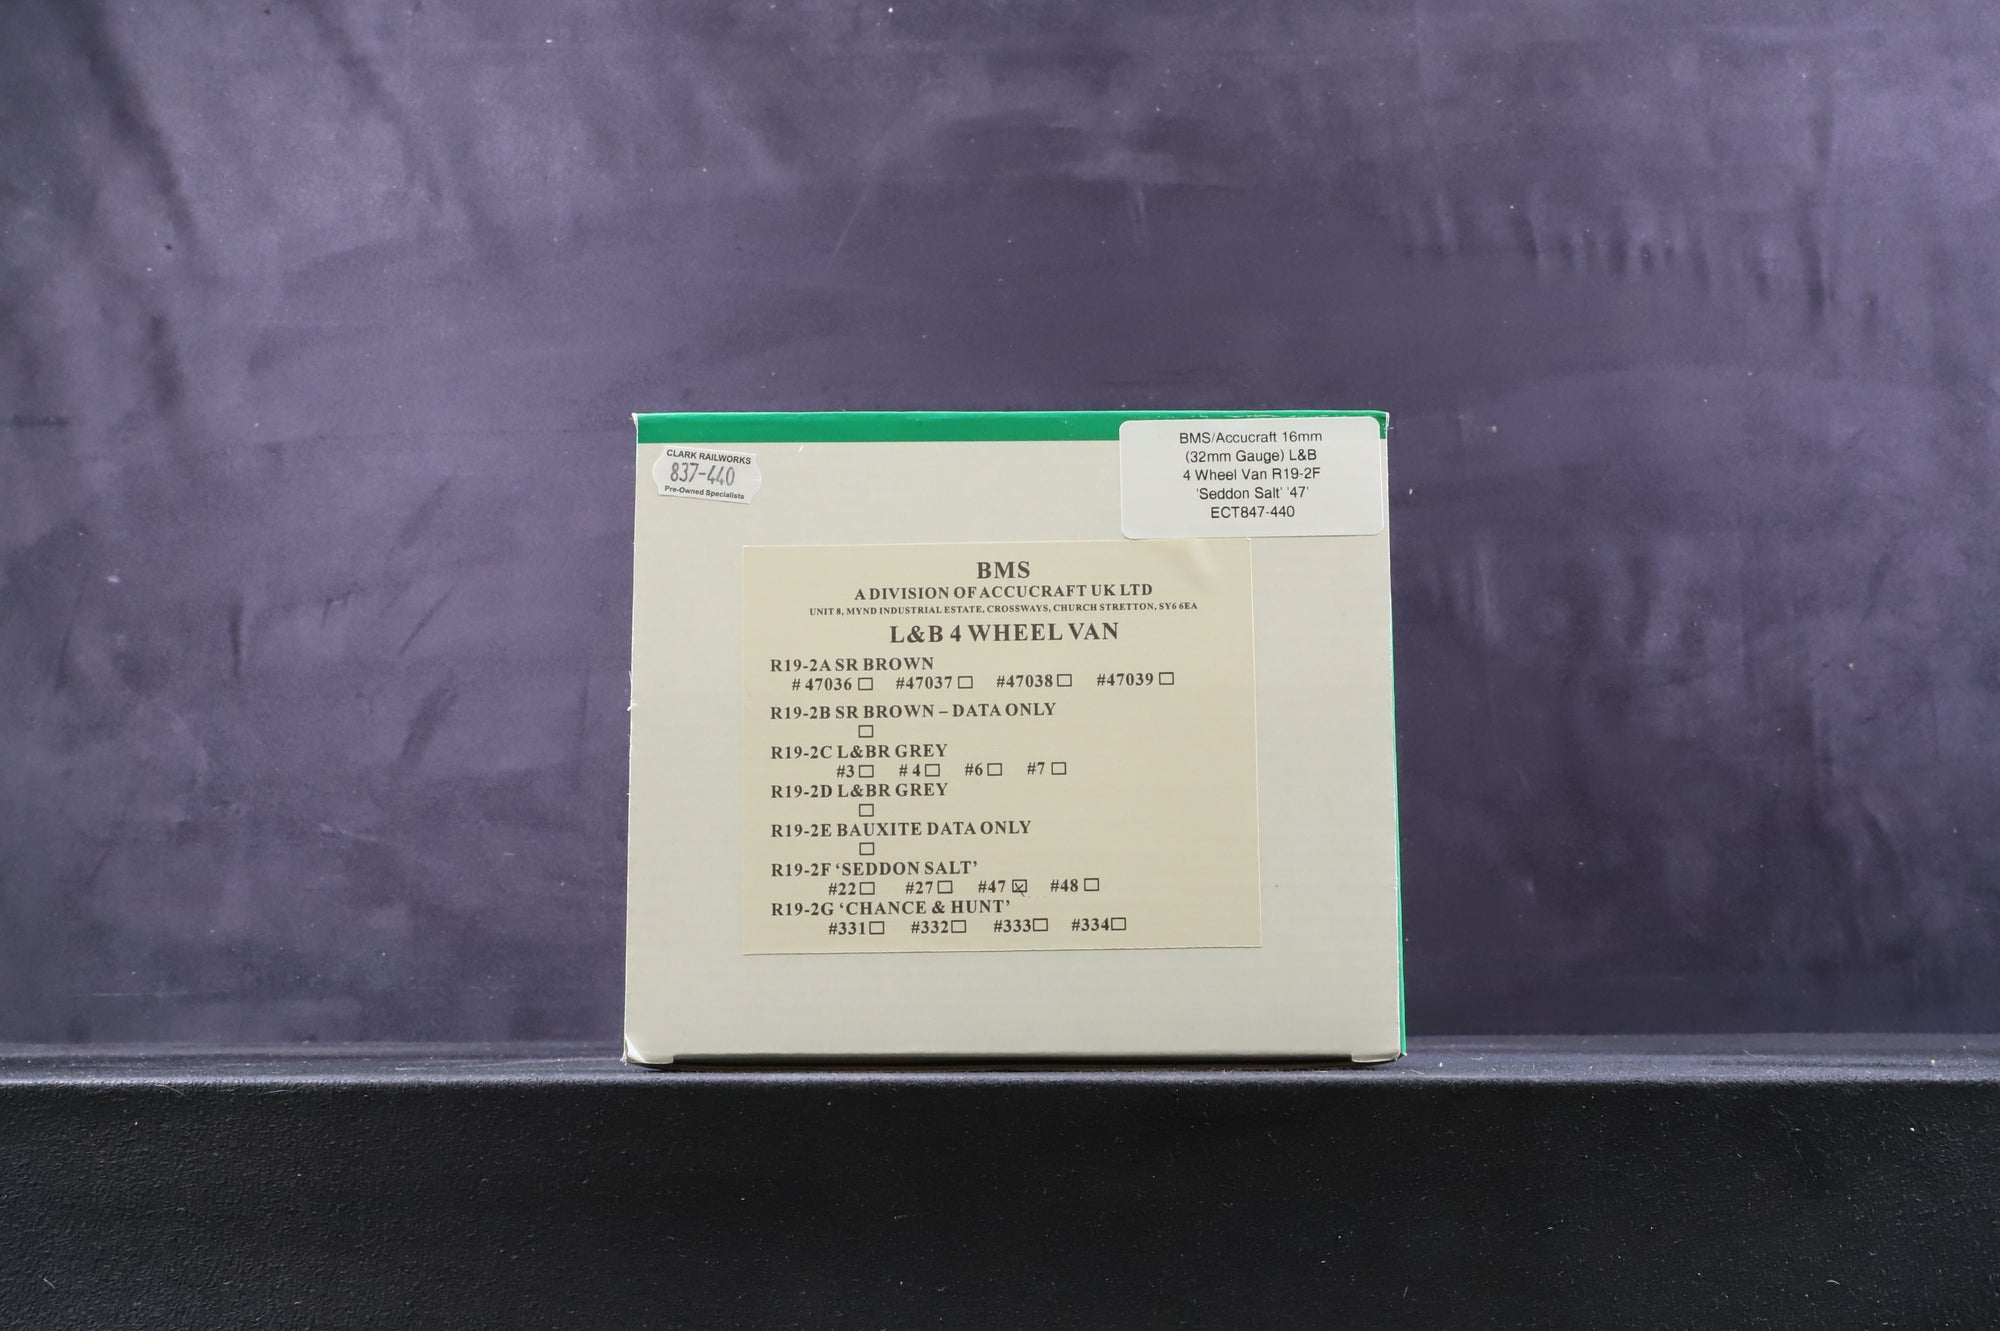 CLARK RAILWORKS
837-440
Pre-Owned Specialists
BMS/Accucraft 16mm
(32mm Gauge) L&B
4 Wheel Van R19-2F
'Seddon Salt' '47'
ECT847-440
BMS
A DIVISION OF ACCUCRAFT UK LTD
UNIT 8, MYND INDUSTRIAL ESTATE, CROSSWAYS, CHURCH STRETTON, SY6 6EA
L&B 4 WHEEL VAN
R19-2A SR BROWN
# 47036 ☐ #47037 ☐ #47038 ☐ #47039 ☐
R19-2B SR BROWN – DATA ONLY
☐
R19-2C L&BR GREY
#3 ☐ # 4 ☐ #6 ☐ #7 ☐
R19-2D L&BR GREY
☐
R19-2E BAUXITE DATA ONLY
☐
R19-2F ‘SEDDON SALT’
#22 ☐ #27 ☐ #47 ☒ #48 ☐
R19-2G ‘CHANCE & HUNT’
#331 ☐ #332 ☐ #333 ☐ #334 ☐